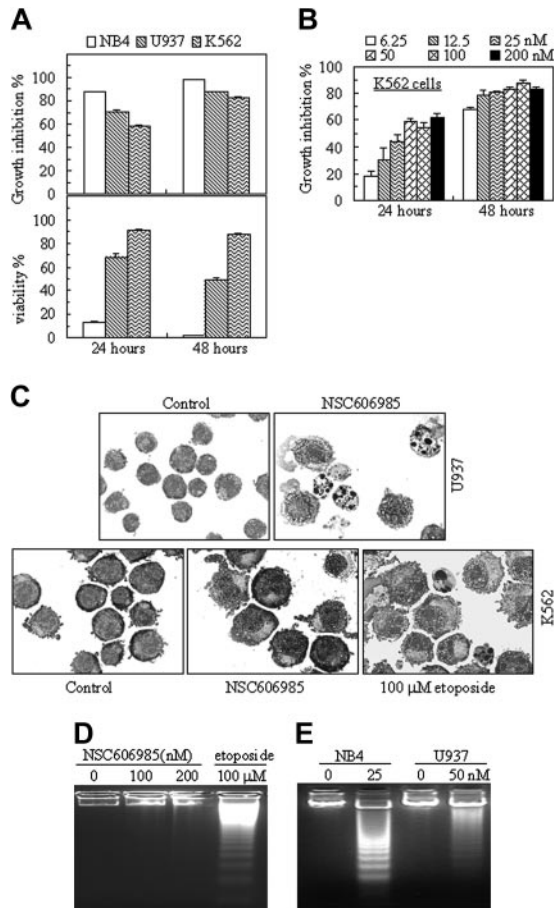 A
NB4 U937 K562
Growth inhibition %
100
80
60
40
20
0
viability %
100
80
60
40
20
0
24 hours 48 hours
B
6.25 12.5 25 nM
50 100 200 nM
K562 cells
Growth inhibition %
80
60
40
20
0
24 hours 48 hours
C
Control NSC606985
U937
K562
Control NSC606985 100 μM etoposide
D
NSC606985(nM) etoposide
0 100 200 100 μM
E
NB4 U937
0 25 0 50 nM